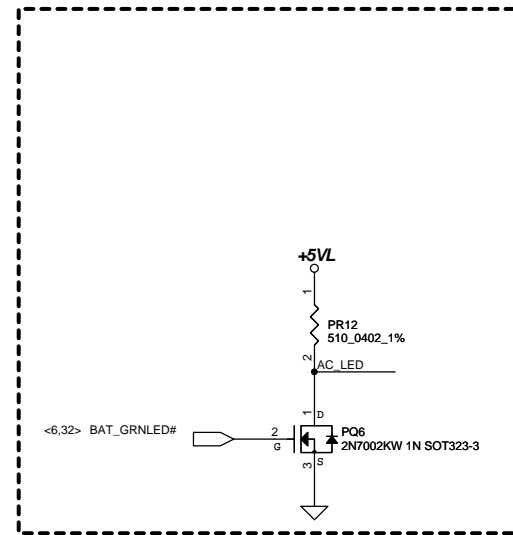 +5VL
1
PR12
510_0402_1%
2
AC_LED
1 D
<6,32> BAT_GRNLED#
2
G
PQ6
2N7002KW 1N SOT323-3
3 S